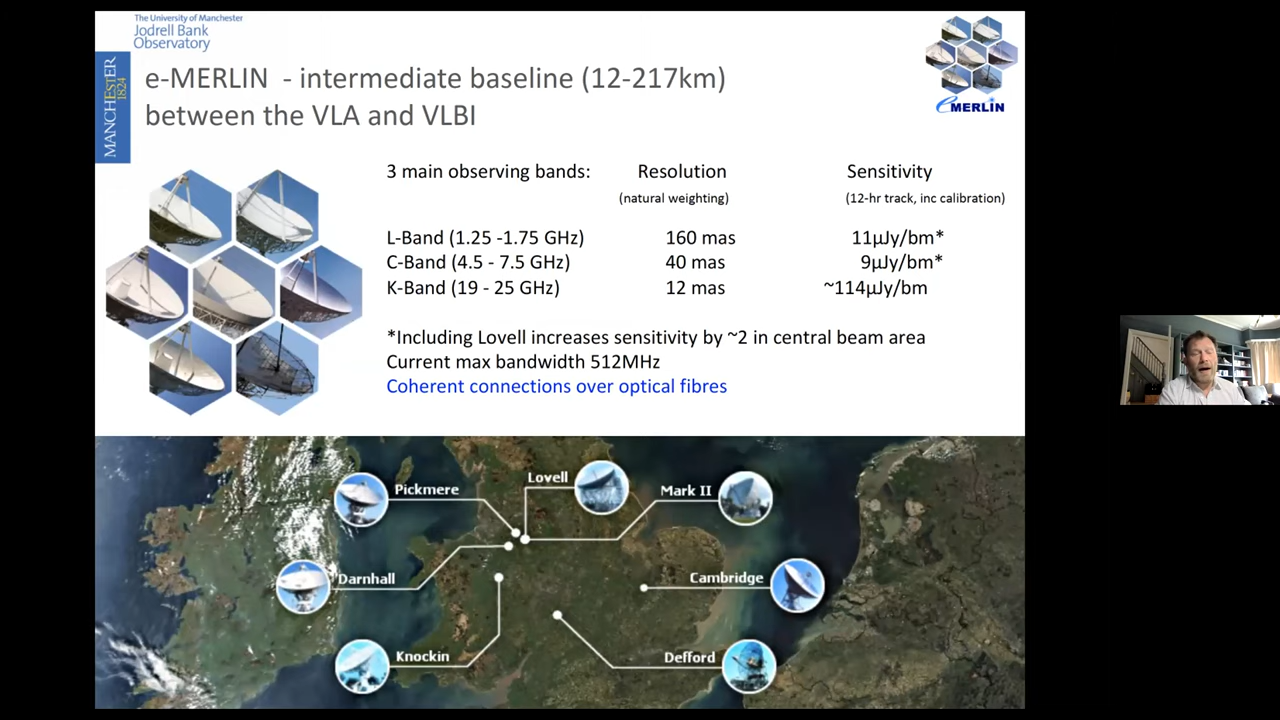 The University of Manchester
Jodrell Bank
Observatory
MANCHESTER
1824
e-MERLIN - intermediate baseline (12-217km)
between the VLA and VLBI
e-MERLIN
3 main observing bands: Resolution Sensitivity
(natural weighting) (12-hr track, inc calibration)
L-Band (1.25 -1.75 GHz) 160 mas 11µJy/bm*
C-Band (4.5 - 7.5 GHz) 40 mas 9µJy/bm*
K-Band (19 - 25 GHz) 12 mas ~114µJy/bm
*Including Lovell increases sensitivity by ~2 in central beam area
Current max bandwidth 512MHz
Coherent connections over optical fibres
Pickmere
Lovell
Mark II
Darnhall
Cambridge
Knockin
Defford